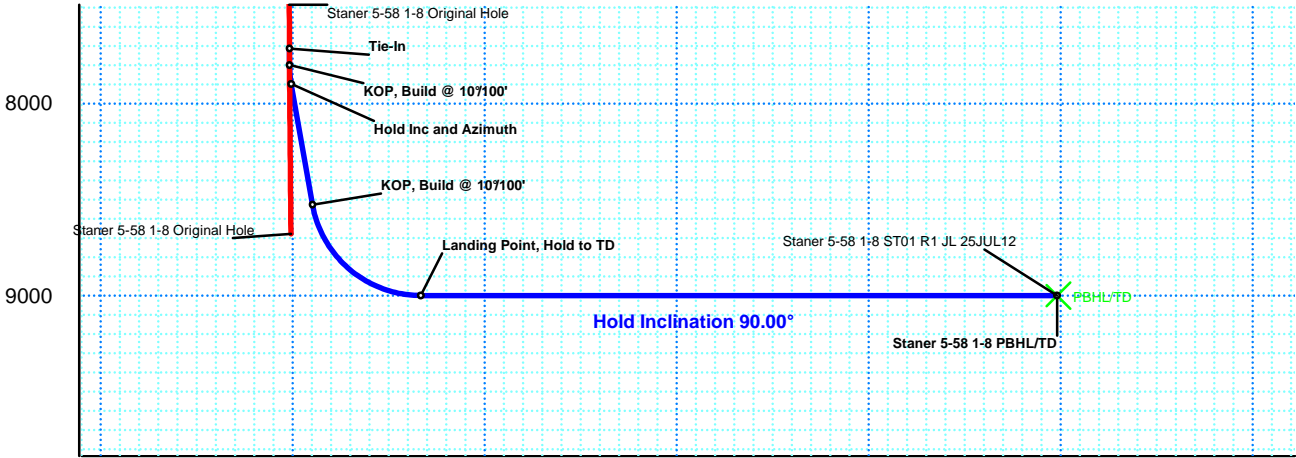 Staner 5-58 1-8 Original Hole
Tie-In
KOP, Build @ 10°/100'
8000
Hold Inc and Azimuth
KOP, Build @ 10°/100'
Staner 5-58 1-8 Original Hole
Landing Point, Hold to TD
Staner 5-58 1-8 ST01 R1 JL 25JUL12
9000
PBHL/TD
Hold Inclination 90.00°
Staner 5-58 1-8 PBHL/TD